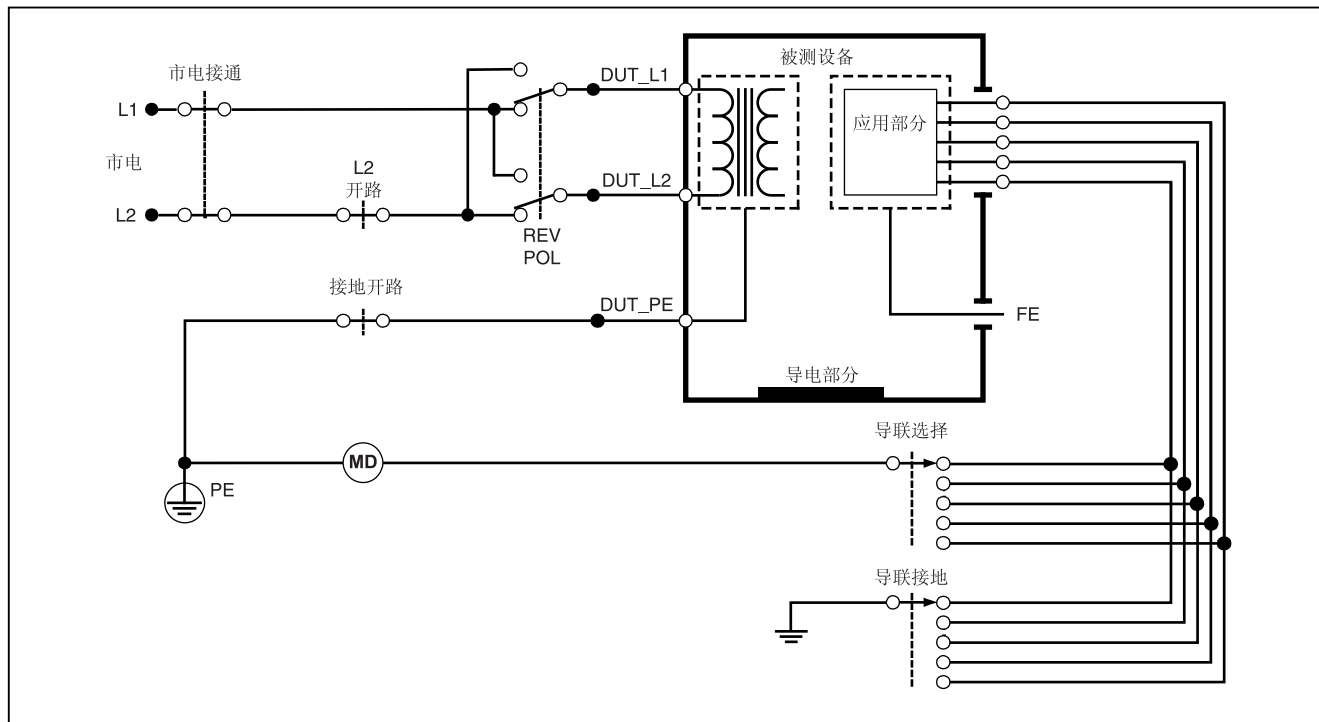 市电接通
L1
市电
L2
L2
开路
REV
POL
DUT_L1
DUT_L2
被测设备
应用部分
接地开路
DUT_PE
FE
导电部分
MD
PE
导联选择
导联接地